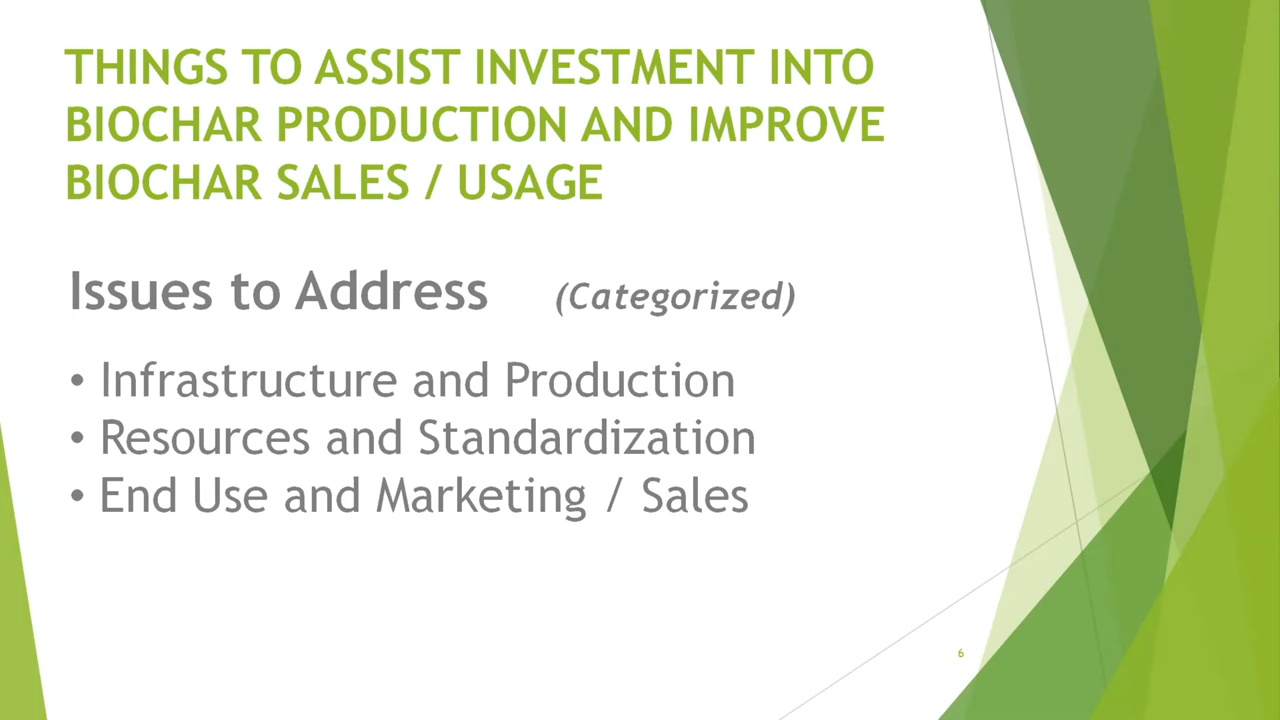 THINGS TO ASSIST INVESTMENT INTO
BIOCHAR PRODUCTION AND IMPROVE
BIOCHAR SALES / USAGE
Issues to Address (Categorized)
• Infrastructure and Production
• Resources and Standardization
• End Use and Marketing / Sales
6